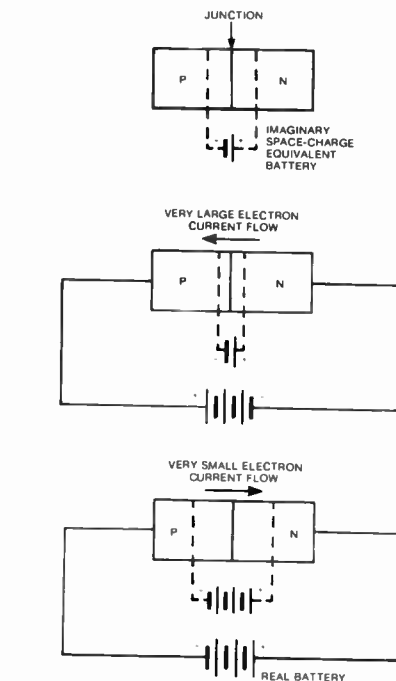 JUNCTION
P N
IMAGINARY
SPACE-CHARGE
EQUIVALENT
BATTERY
VERY LARGE ELECTRON
CURRENT FLOW
P N
VERY SMALL ELECTRON
CURRENT FLOW
P N
REAL BATTERY